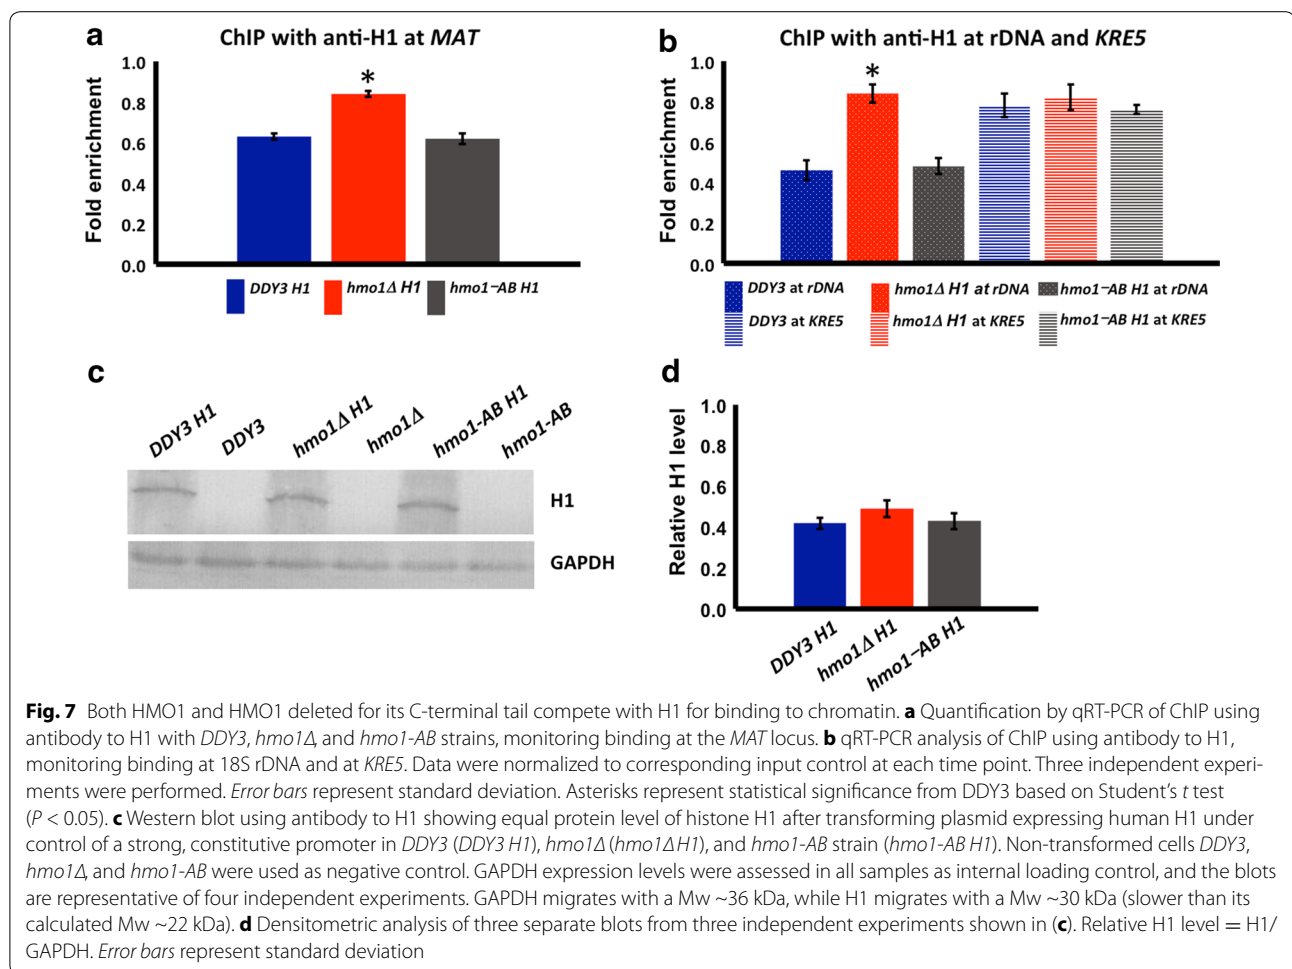 a
ChIP with anti-H1 at MAT
Fold enrichment
1.0
0.8
0.6
0.4
0.2
0.0
*
DDY3 H1
hmo1Δ H1
hmo1–AB H1
b
ChIP with anti-H1 at rDNA and KRE5
Fold enrichment
1.0
0.8
0.6
0.4
0.2
0.0
*
DDY3 at rDNA
hmo1Δ H1 at rDNA
hmo1–AB H1 at rDNA
DDY3 at KRE5
hmo1Δ H1 at KRE5
hmo1–AB H1 at KRE5
c
DDY3 H1
DDY3
hmo1Δ H1
hmo1Δ
hmo1-AB H1
hmo1-AB
H1
GAPDH
d
Relative H1 level
1.0
0.8
0.6
0.4
0.2
0.0
DDY3 H1
hmo1Δ H1
hmo1–AB H1
Fig. 7 Both HMO1 and HMO1 deleted for its C-terminal tail compete with H1 for binding to chromatin. a Quantification by qRT-PCR of ChIP using
antibody to H1 with DDY3, hmo1Δ, and hmo1-AB strains, monitoring binding at the MAT locus. b qRT-PCR analysis of ChIP using antibody to H1,
monitoring binding at 18S rDNA and at KRE5. Data were normalized to corresponding input control at each time point. Three independent experi-
ments were performed. Error bars represent standard deviation. Asterisks represent statistical significance from DDY3 based on Student's t test
(P < 0.05). c Western blot using antibody to H1 showing equal protein level of histone H1 after transforming plasmid expressing human H1 under
control of a strong, constitutive promoter in DDY3 (DDY3 H1), hmo1Δ (hmo1Δ H1), and hmo1-AB strain (hmo1-AB H1). Non-transformed cells DDY3,
hmo1Δ, and hmo1-AB were used as negative control. GAPDH expression levels were assessed in all samples as internal loading control, and the blots
are representative of four independent experiments. GAPDH migrates with a Mw ~36 kDa, while H1 migrates with a Mw ~30 kDa (slower than its
calculated Mw ~22 kDa). d Densitometric analysis of three separate blots from three independent experiments shown in (c). Relative H1 level = H1/
GAPDH. Error bars represent standard deviation